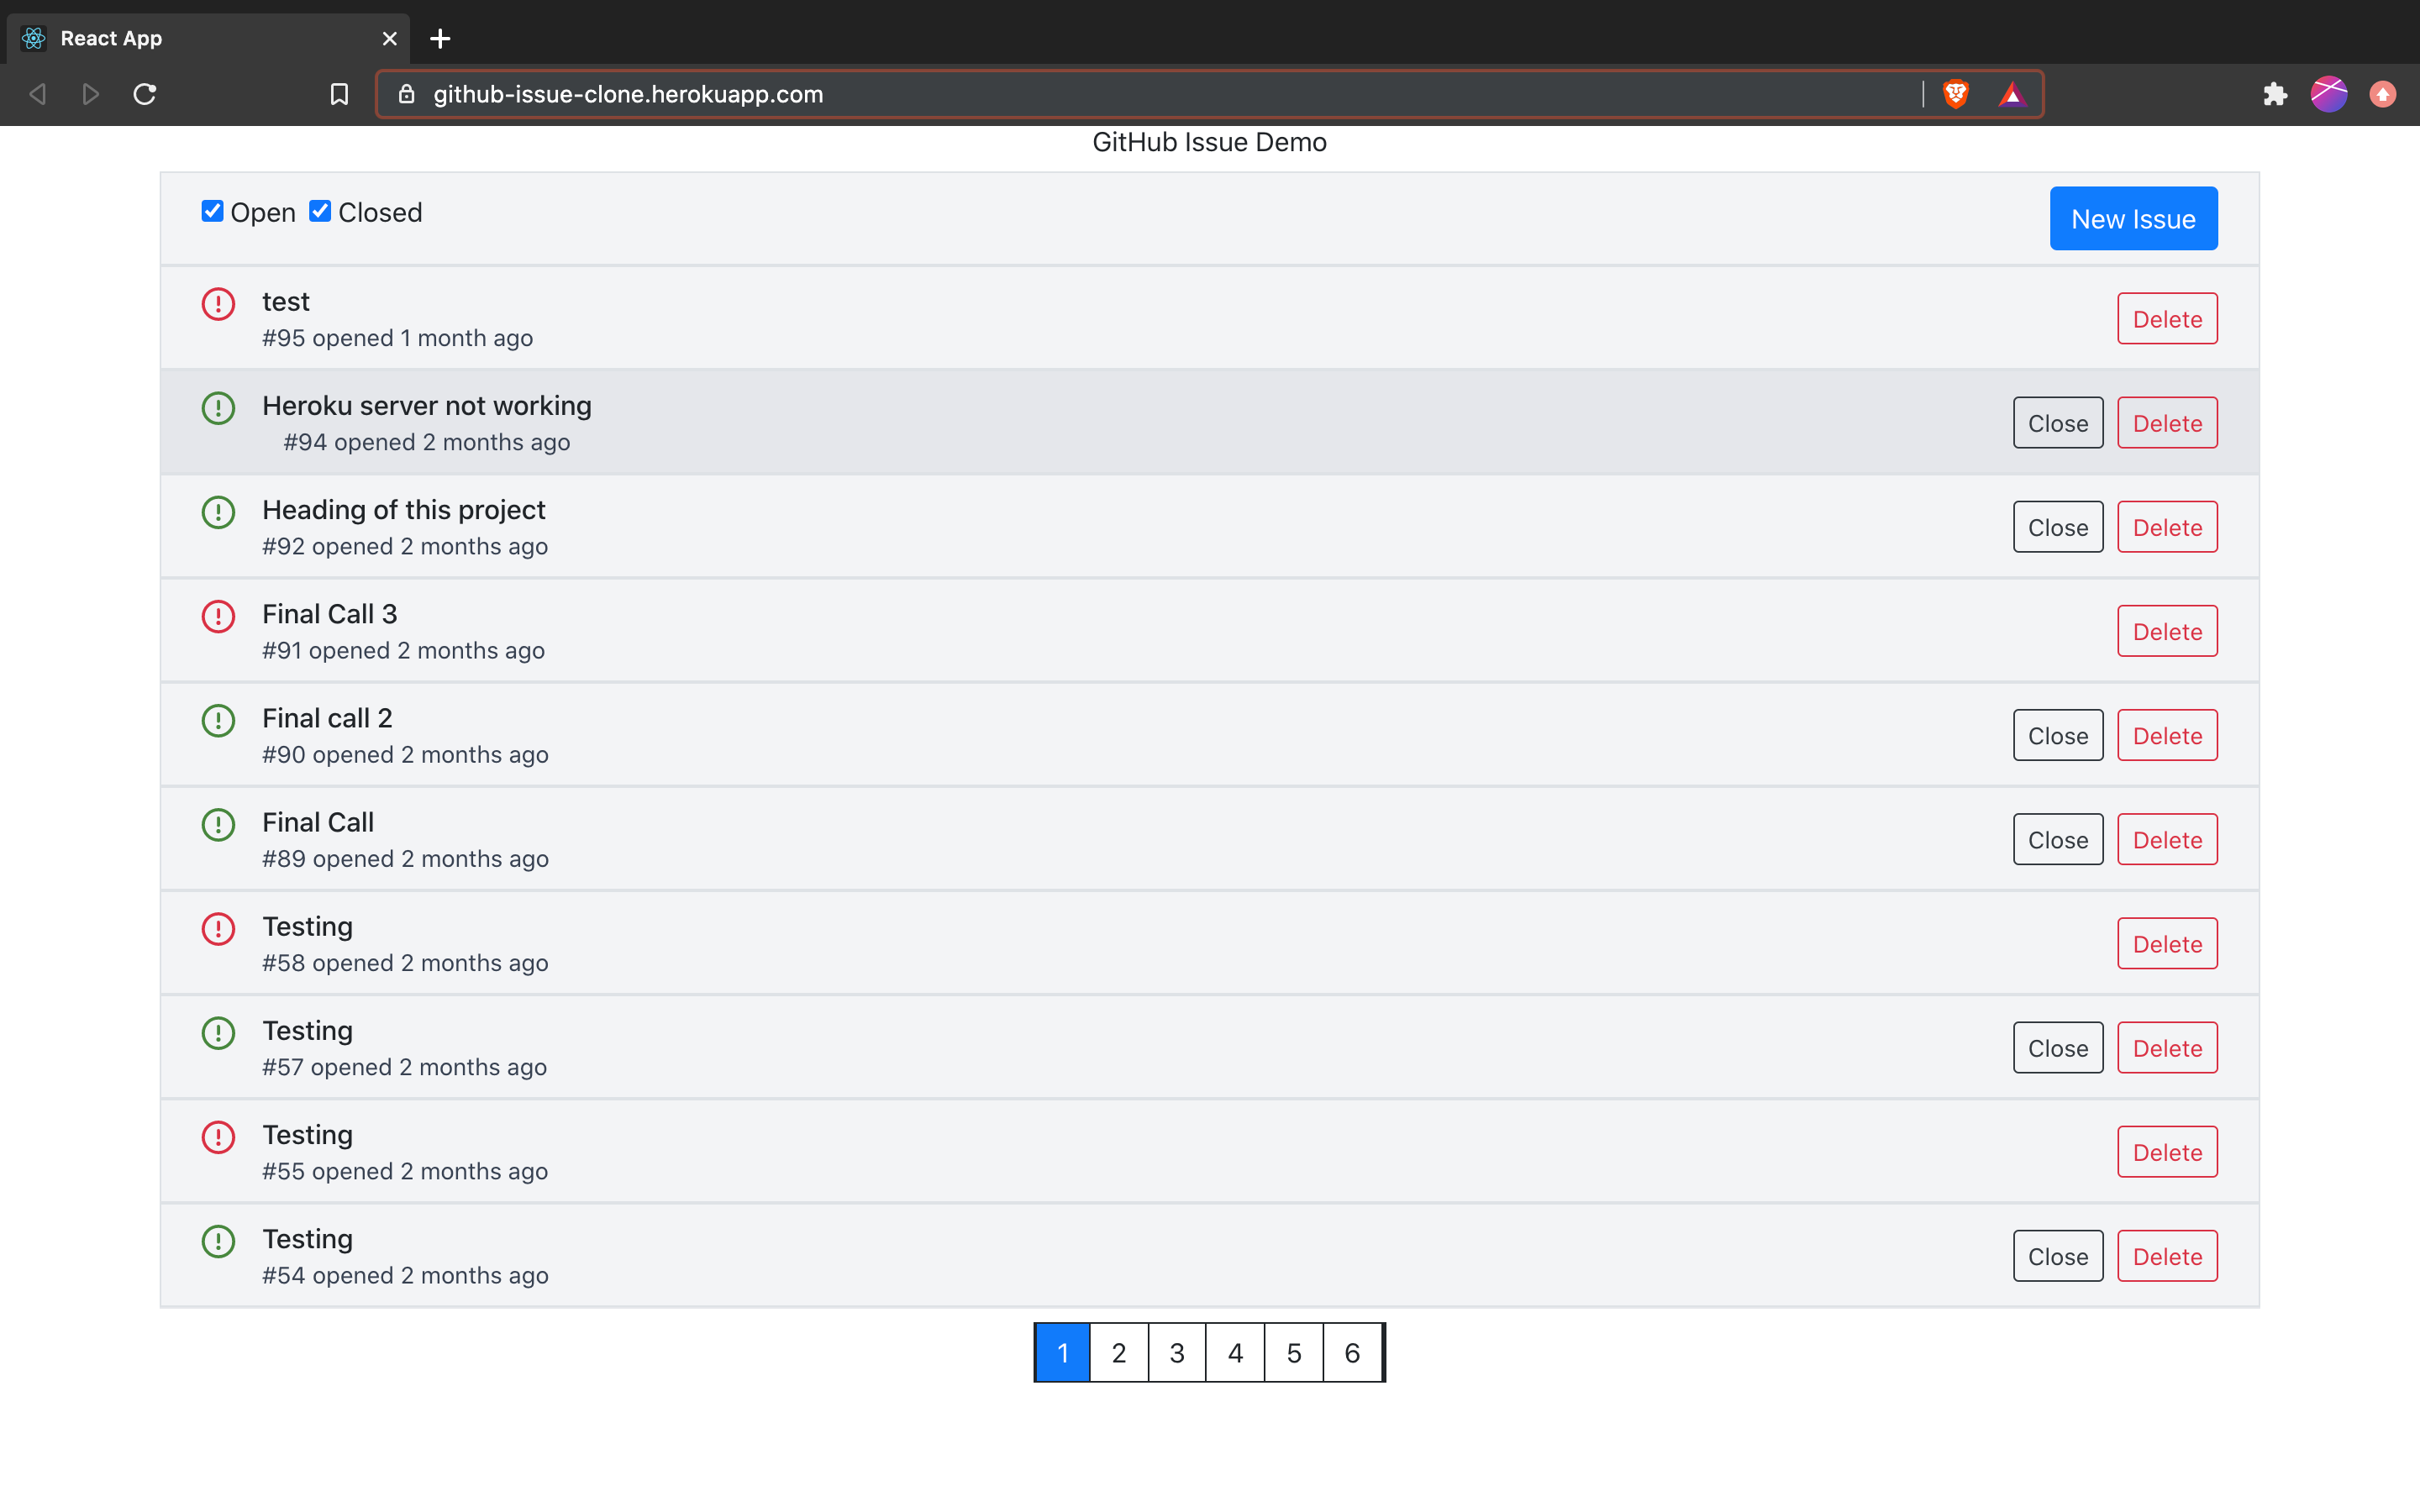 React App
github-issue-clone.herokuapp.com
GitHub Issue Demo
Open Closed New Issue
test
#95 opened 1 month ago
Delete
Heroku server not working
#94 opened 2 months ago
Close Delete
Heading of this project
#92 opened 2 months ago
Close Delete
Final Call 3
#91 opened 2 months ago
Delete
Final call 2
#90 opened 2 months ago
Close Delete
Final Call
#89 opened 2 months ago
Close Delete
Testing
#58 opened 2 months ago
Delete
Testing
#57 opened 2 months ago
Close Delete
Testing
#55 opened 2 months ago
Delete
Testing
#54 opened 2 months ago
Close Delete
1 2 3 4 5 6